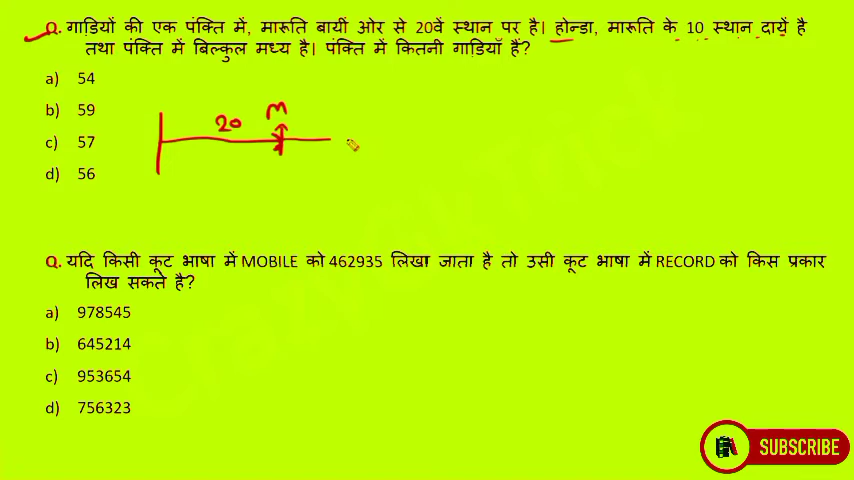 Q. गाडियों की एक पंक्ति में, मारूति बायीं ओर से 20वें स्थान पर है। होन्डा, मारूति के 10 स्थान दायें है
तथा पंक्ति में बिल्कुल मध्य है। पंक्ति में कितनी गाडियाँ हैं?
a) 54
b) 59
c) 57
d) 56
20 M
Q. यदि किसी कूट भाषा में MOBILE को 462935 लिखा जाता है तो उसी कूट भाषा में RECORD को किस प्रकार
लिख सकते है?
a) 978545
b) 645214
c) 953654
d) 756323
SUBSCRIBE